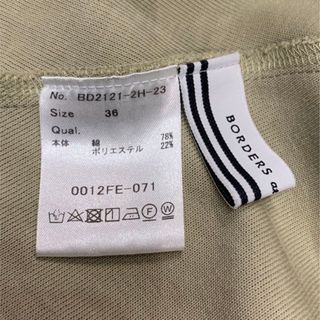 No. BD2121-2H-23
Size 36
Qual.
本体 綿 78%
ポリエステル 22%
0012FE-071
BORDERS